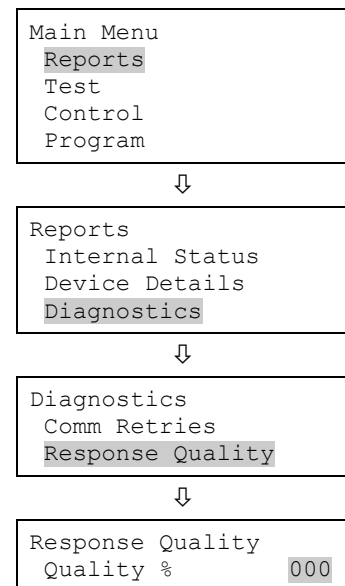 Main Menu
Reports
Test
Control
Program
⇩
Reports
Internal Status
Device Details
Diagnostics
⇩
Diagnostics
Comm Retries
Response Quality
⇩
Response Quality
Quality % 000